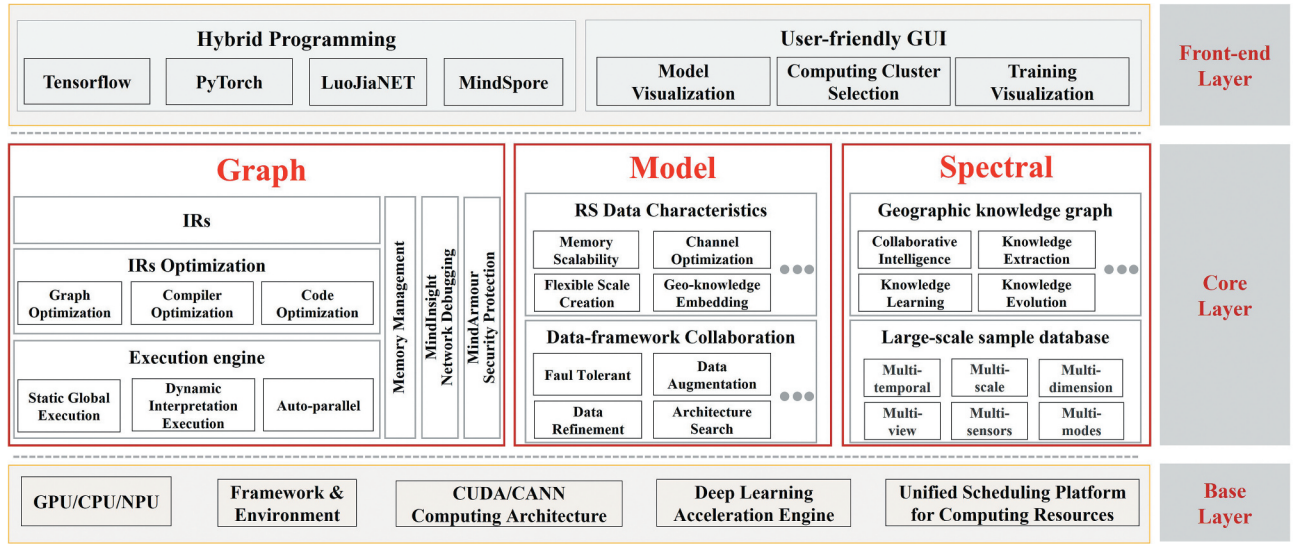 Hybrid Programming
Tensorflow
PyTorch
LuoJiaNET
MindSpore
User-friendly GUI
Model
Visualization
Computing Cluster
Selection
Training
Visualization
Front-end
Layer
Graph
IRs
IRs Optimization
Graph
Optimization
Compiler
Optimization
Code
Optimization
Execution engine
Static Global
Execution
Dynamic
Interpretation
Execution
Auto-parallel
Memory Management
MindInsight
Network Debugging
MindArmour
Security Protection
Model
RS Data Characteristics
Memory
Scalability
Channel
Optimization
Flexible Scale
Creation
Geo-knowledge
Embedding
Data-framework Collaboration
Faul Tolerant
Data
Augmentation
Data
Refinement
Architecture
Search
Spectral
Geographic knowledge graph
Collaborative
Intelligence
Knowledge
Extraction
Knowledge
Learning
Knowledge
Evolution
Large-scale sample database
Multi-
temporal
Multi-
scale
Multi-
dimension
Multi-
view
Multi-
sensors
Multi-
modes
Core
Layer
GPU/CPU/NPU
Framework &
Environment
CUDA/CANN
Computing Architecture
Deep Learning
Acceleration Engine
Unified Scheduling Platform
for Computing Resources
Base
Layer